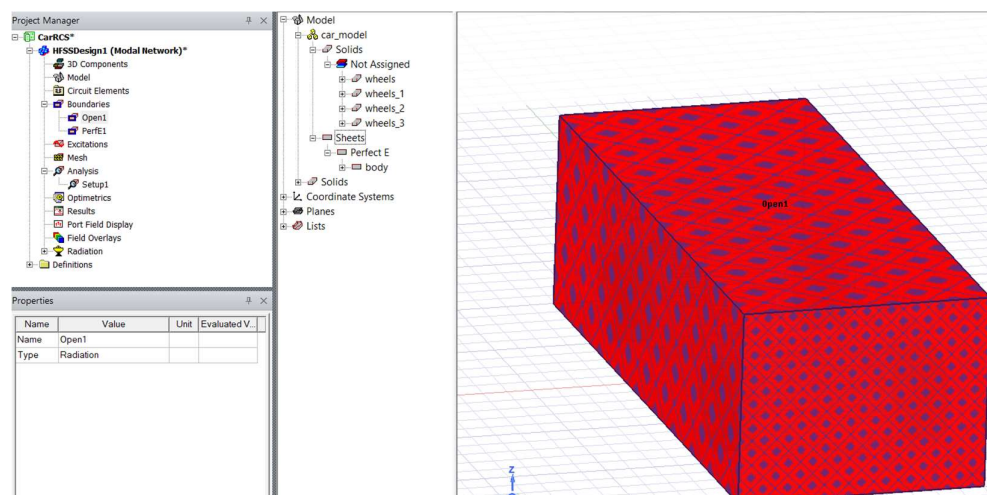 Project Manager
CarRCS*
HFSSDesign1 (Modal Network)*
3D Components
Model
Circuit Elements
Boundaries
Open1
PerfE1
Excitations
Mesh
Analysis
Setup1
Optimetrics
Results
Port Field Display
Field Overlays
Radiation
Definitions
Properties
Name Value Unit Evaluated V...
Name Open1
Type Radiation
Model
car_model
Solids
Not Assigned
wheels
wheels_1
wheels_2
wheels_3
Sheets
Perfect E
body
Solids
Coordinate Systems
Planes
Lists
Open1
Z